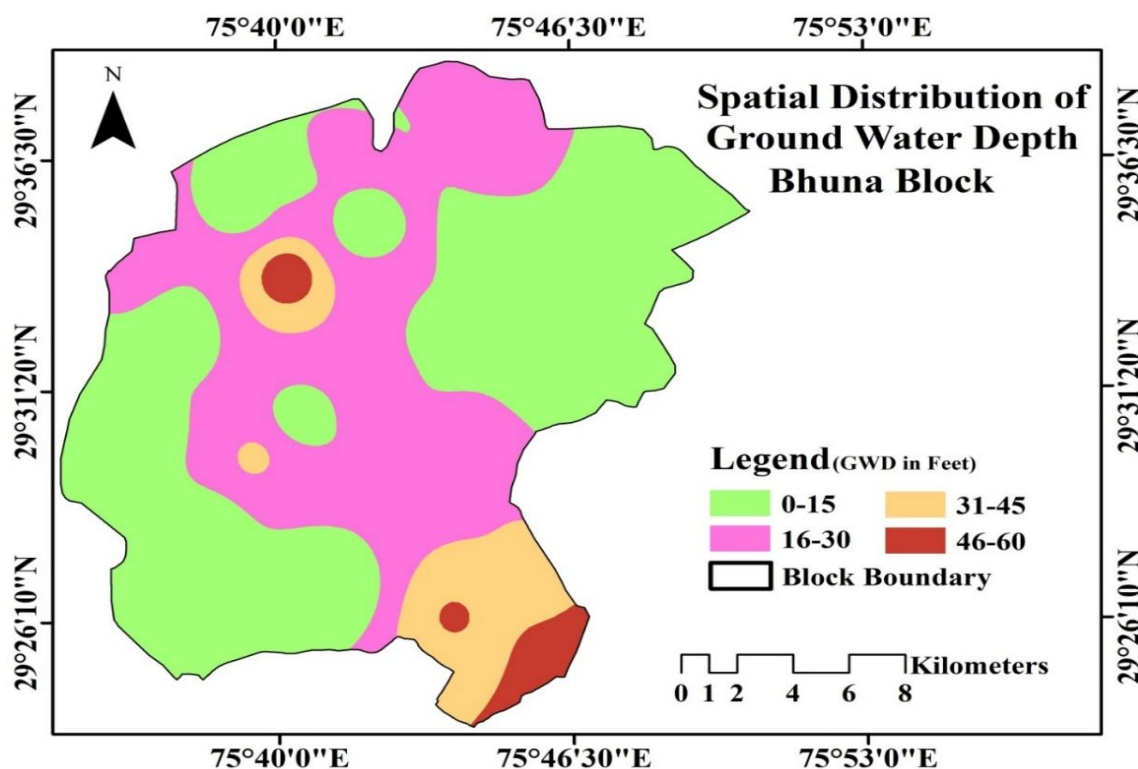 75°40'0"E 75°46'30"E 75°53'0"E
N
Spatial Distribution of
Ground Water Depth
Bhuna Block
29°36'30"N 29°36'30"N
29°31'20"N 29°31'20"N
Legend (GWD in Feet)
0-15 31-45
16-30 46-60
Block Boundary
29°26'10"N 29°26'10"N
Kilometers
0 1 2 4 6 8
75°40'0"E 75°46'30"E 75°53'0"E